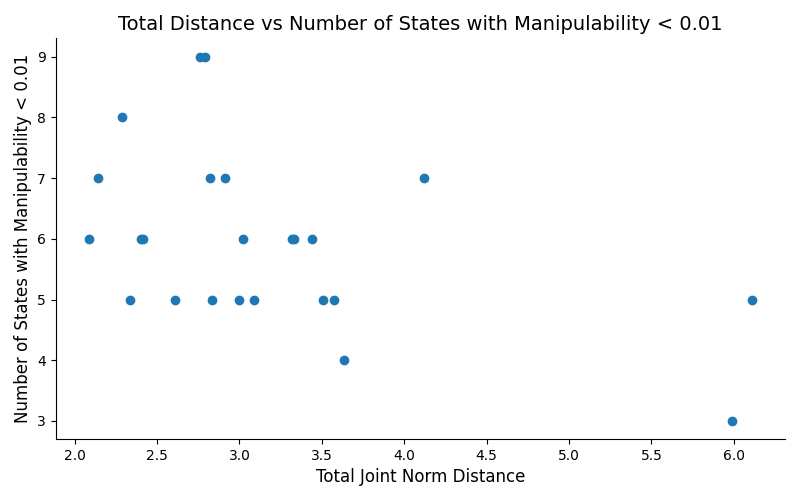 Total Distance vs Number of States with Manipulability < 0.01
Number of States with Manipulability < 0.01
9
8
7
6
5
4
3
2.0 2.5 3.0 3.5 4.0 4.5 5.0 5.5 6.0
Total Joint Norm Distance